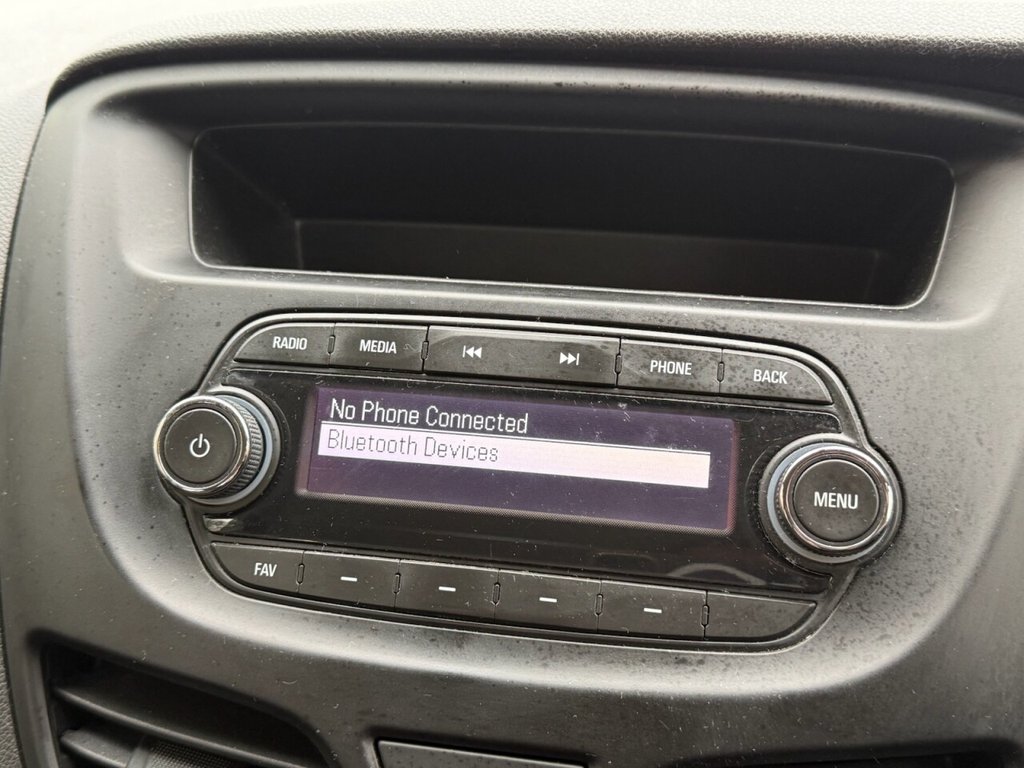 RADIO
MEDIA
PHONE
BACK
No Phone Connected
Bluetooth Devices
MENU
FAV